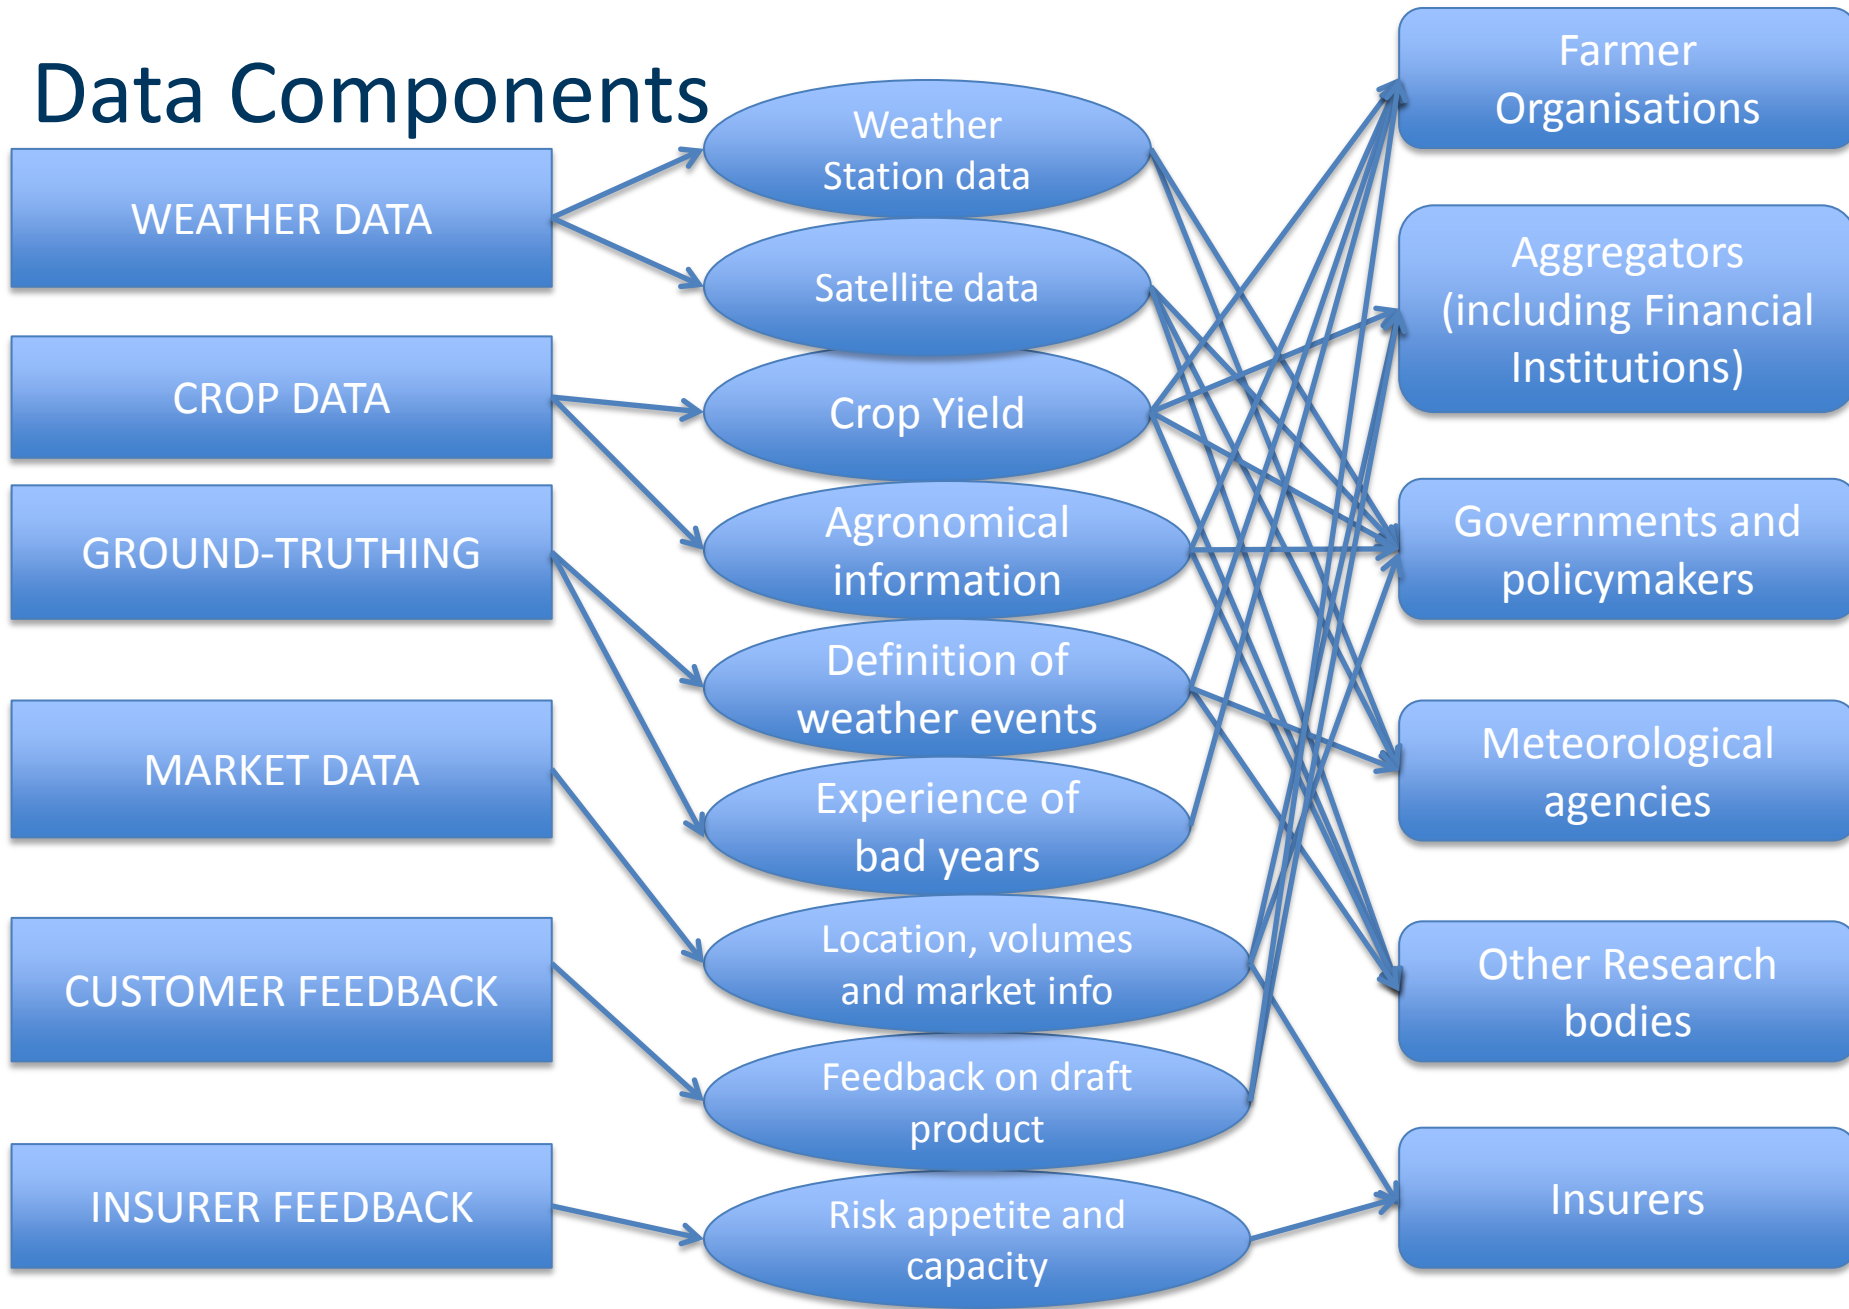 Data Components
WEATHER DATA
CROP DATA
GROUND-TRUTHING
MARKET DATA
CUSTOMER FEEDBACK
INSURER FEEDBACK
Weather
Station data
Satellite data
Crop Yield
Agronomical
information
Definition of
weather events
Experience of
bad years
Location, volumes
and market info
Feedback on draft
product
Risk appetite and
capacity
Farmer
Organisations
Aggregators
(including Financial
Institutions)
Governments and
policymakers
Meteorological
agencies
Other Research
bodies
Insurers